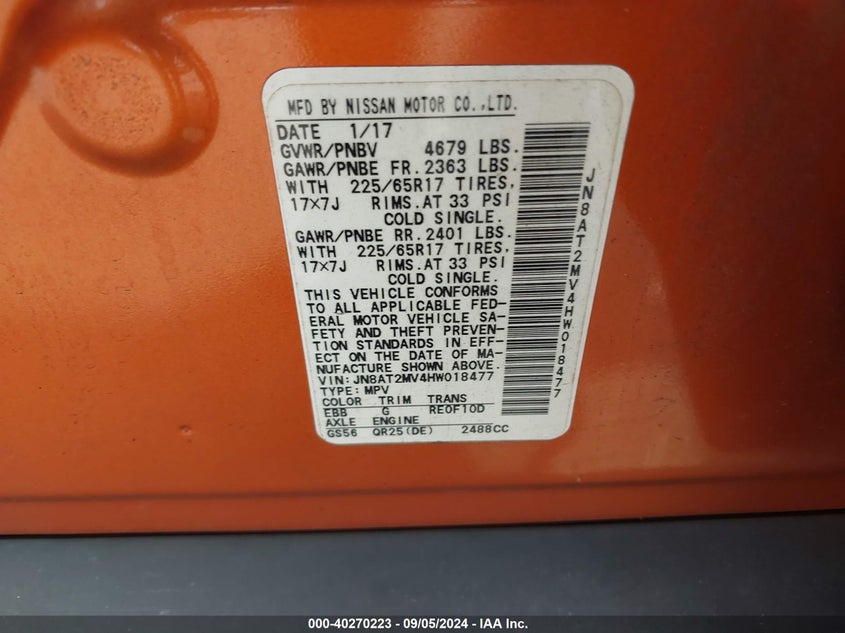 MFD BY NISSAN MOTOR CO.,LTD.
DATE 1/17
GVWR/PNBV 4679 LBS.
GAWR/PNBE FR. 2363 LBS.
WITH 225/65R17 TIRES,
17×7J RIMS.AT 33 PSI
COLD SINGLE.
GAWR/PNBE RR. 2401 LBS.
WITH 225/65R17 TIRES,
17×7J RIMS.AT 33 PSI
COLD SINGLE.
THIS VEHICLE CONFORMS
TO ALL APPLICABLE FED-
ERAL MOTOR VEHICLE SA-
FETY AND THEFT PREVEN-
TION STANDARDS IN EFF-
ECT ON THE DATE OF MA-
NUFACTURE SHOWN ABOVE.
VIN:JN8AT2MV4HW018477
TYPE:MPV
COLOR TRIM TRANS
EBB G RE0F10D
AXLE ENGINE
GS56 QR25(DE) 2488CC
JN8AT2MV4HW018477
000-40270223 - 09/05/2024 - IAA Inc.